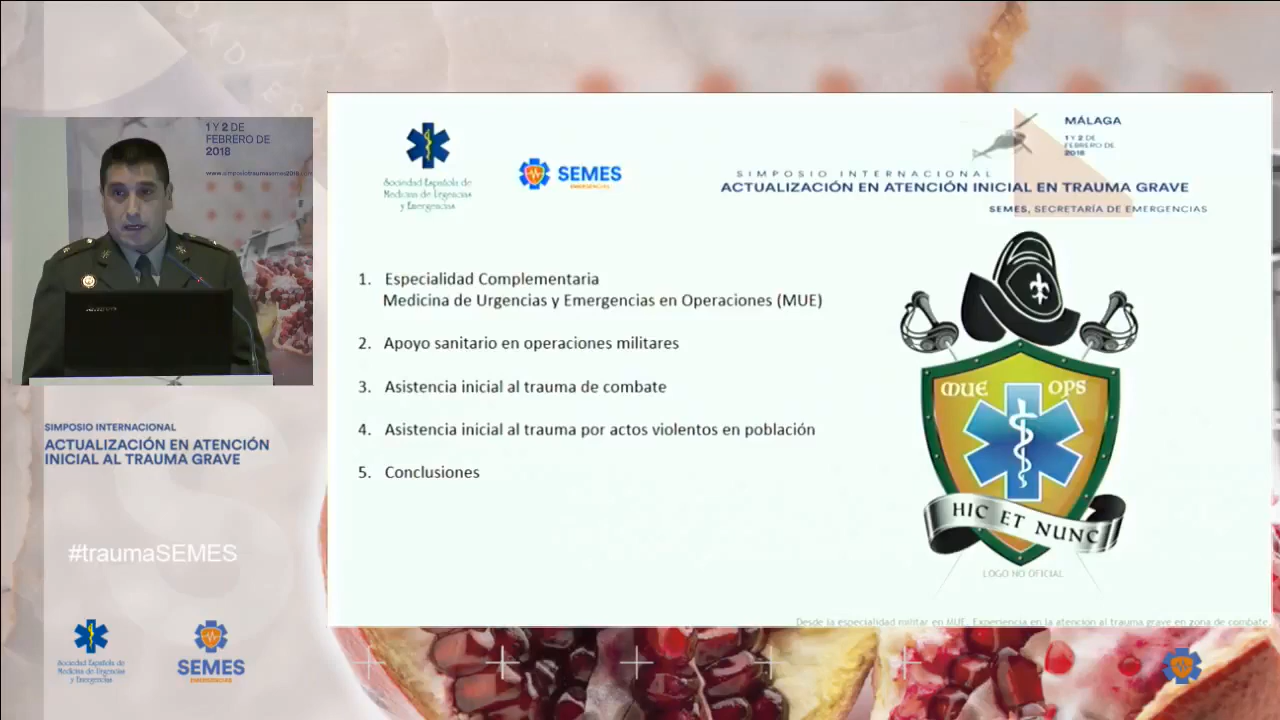 1 Y 2 DE
FEBRERO DE
2018
www.simposiotraumasemes2018.com
SIMPOSIO INTERNACIONAL
ACTUALIZACIÓN EN ATENCIÓN
INICIAL AL TRAUMA GRAVE
#traumaSEMES
Sociedad Española de
Medicina de Urgencias
y Emergencias
SEMES
EMERGENCIAS
Sociedad Española de
Medicina de Urgencias
y Emergencias
SEMES
EMERGENCIAS
MÁLAGA
1 Y 2 DE
FEBRERO DE
2018
SIMPOSIO INTERNACIONAL
ACTUALIZACIÓN EN ATENCIÓN INICIAL EN TRAUMA GRAVE
SEMES, SECRETARÍA DE EMERGENCIAS
1. Especialidad Complementaria
Medicina de Urgencias y Emergencias en Operaciones (MUE)
2. Apoyo sanitario en operaciones militares
3. Asistencia inicial al trauma de combate
4. Asistencia inicial al trauma por actos violentos en población
5. Conclusiones
MUE OPS
HIC ET NUNC
LOGO NO OFICIAL
Desde la especialidad militar en MUE. Experiencia en la atencion al trauma grave en zona de combate.